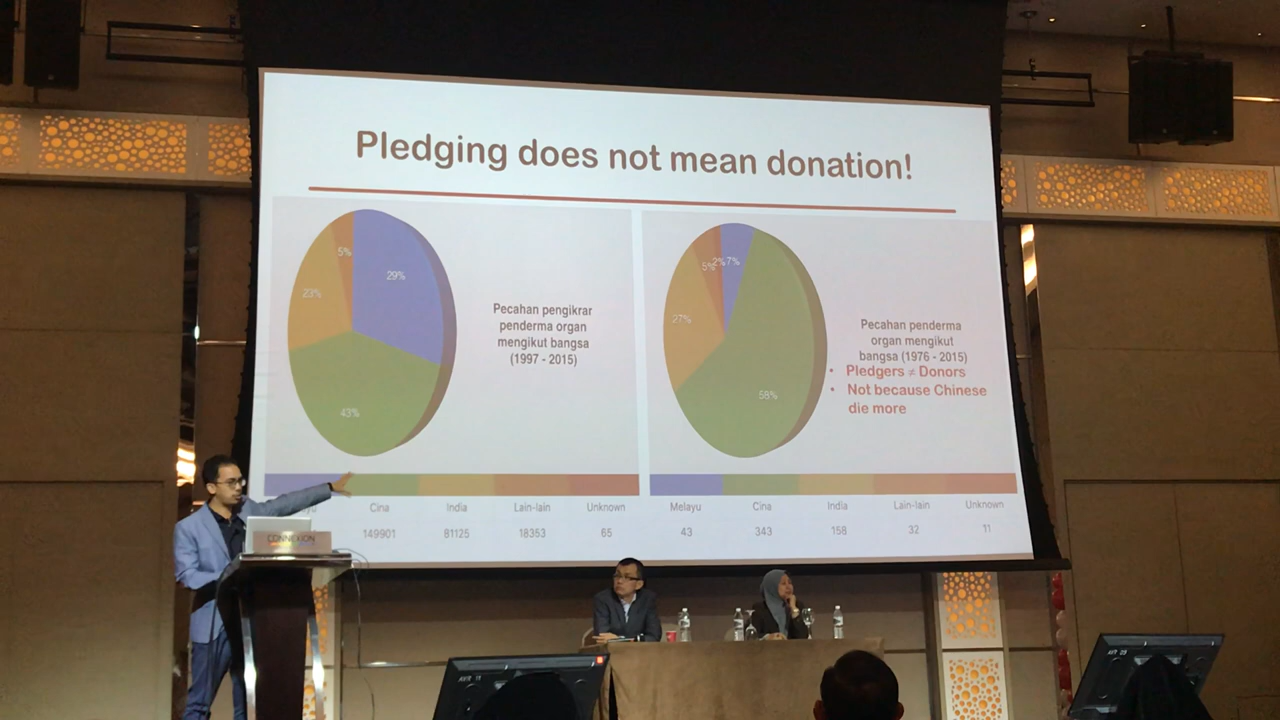 Pledging does not mean donation!
5%
29%
23%
43%
Pecahan pengikrar
penderma organ
mengikut bangsa
(1997 - 2015)
Cina
India
Lain-lain
Unknown
149901
81125
18353
65
5%
2%
7%
27%
58%
Pecahan penderma
organ mengikut
bangsa (1976 - 2015)
• Pledgers ≠ Donors
• Not because Chinese
die more
Melayu
Cina
India
Lain-lain
Unknown
43
343
158
32
11
CONNEXION